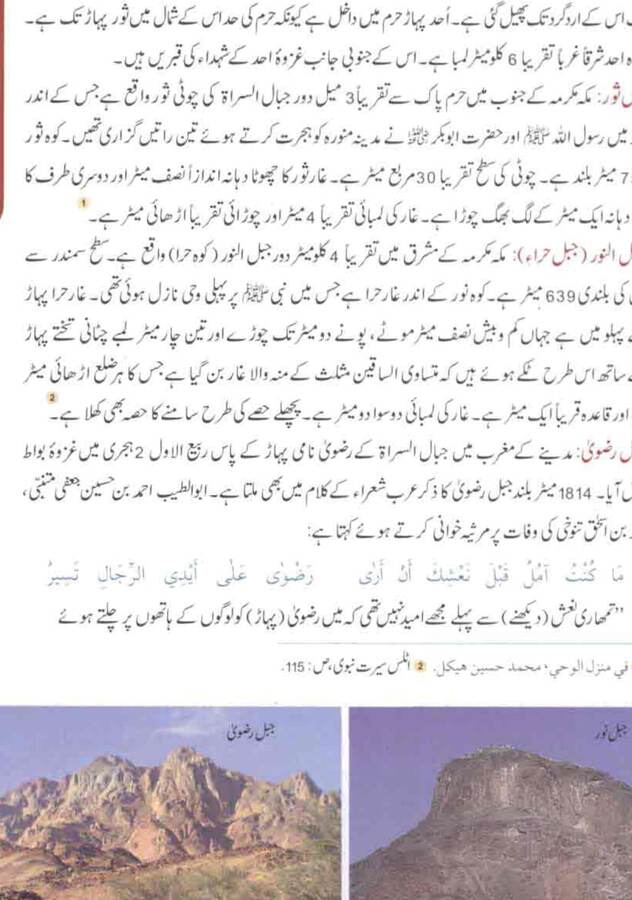 اس کے اردگرد تک پھیل گئی ہے۔ اُحد پہاڑ حرم میں داخل ہے کیونکہ حرم کی حد اس کے شمال میں ثور پہاڑ تک ہے۔
احد شرقاً غرباً تقریباً 6 کلومیٹر لمبا ہے۔ اس کے جنوبی جانب غزوۂ احد کے شہداء کی قبریں ہیں۔
ثور: مکہ مکرمہ کے جنوب میں حرم پاک سے تقریباً 3 میل دور جبال السراۃ کی چوٹی ثور واقع ہے جس کے اندر
میں رسول اللہ ﷺ اور حضرت ابوبکر ﷜ نے مدینہ منورہ کو ہجرت کرتے ہوئے تین راتیں گزاری تھیں۔ کوہ ثور
7 میٹر بلند ہے۔ چوٹی کی سطح تقریباً 30 مربع میٹر ہے۔ غار ثور کا چھوٹا دہانہ اندازاً نصف میٹر اور دوسری طرف کا
دہانہ ایک میٹر کے لگ بھگ چوڑا ہے۔ غار کی لمبائی تقریباً 4 میٹر اور چوڑائی تقریباً اڑھائی میٹر ہے۔ 1
النور (جبل حراء): مکہ مکرمہ کے مشرق میں تقریباً 4 کلومیٹر دور جبل النور (کوہ حرا) واقع ہے۔ سطح سمندر سے
کی بلندی 639 میٹر ہے۔ کوہ نور کے اندر غار حرا ہے جس میں نبی ﷺ پر پہلی وحی نازل ہوئی تھی۔ غار حرا پہاڑ
پہلو میں ہے جہاں کم و بیش نصف میٹر موٹے، پونے دو میٹر تک چوڑے اور تین چار میٹر لمبے چٹانی تختے پہاڑ
ساتھ اس طرح ٹکے ہوئے ہیں کہ متساوی الساقین مثلث کے منہ والا غار بن گیا ہے جس کا ہر ضلع اڑھائی میٹر
اور قاعدہ قریباً ایک میٹر ہے۔ غار کی لمبائی دو سوا دو میٹر ہے۔ پچھلے حصے کی طرح سامنے کا حصہ بھی کھلا ہے۔ 2
رضویٰ: مدینے کے مغرب میں جبال السراۃ کے رضویٰ نامی پہاڑ کے پاس ربیع الاول 2 ہجری میں غزوۂ بواط
آیا۔ 1814 میٹر بلند جبل رضویٰ کا ذکر عرب شعراء کے کلام میں بھی ملتا ہے۔ ابوالطیب احمد بن حسین جعفی متنبّی،
بن اسحٰق تنوخی کی وفات پر مرثیہ خوانی کرتے ہوئے کہتا ہے:
مَا كُنْتُ آمُلُ قَبْلَ نَعْشِكَ أَنْ أَرٰى رَضْوٰى عَلٰى أَيْدِي الرِّجَالِ تَسِيرُ
”تمھاری نعش (دیکھنے) سے پہلے مجھے امید نہیں تھی کہ میں رضویٰ (پہاڑ) کو لوگوں کے ہاتھوں پر چلتے ہوئے
في منزل الوحي، محمد حسين هيكل. 2 اٹلس سیرت نبوی، ص: 115.
جبل نور
جبل رضویٰ